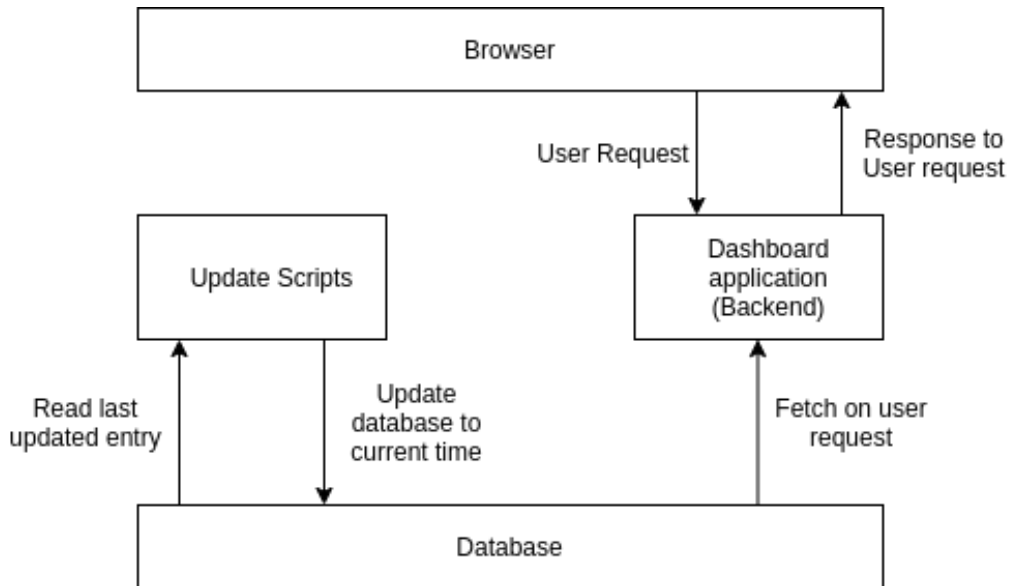 Browser
User Request
Response to
User request
Update Scripts
Dashboard
application
(Backend)
Read last
updated entry
Update
database to
current time
Fetch on user
request
Database